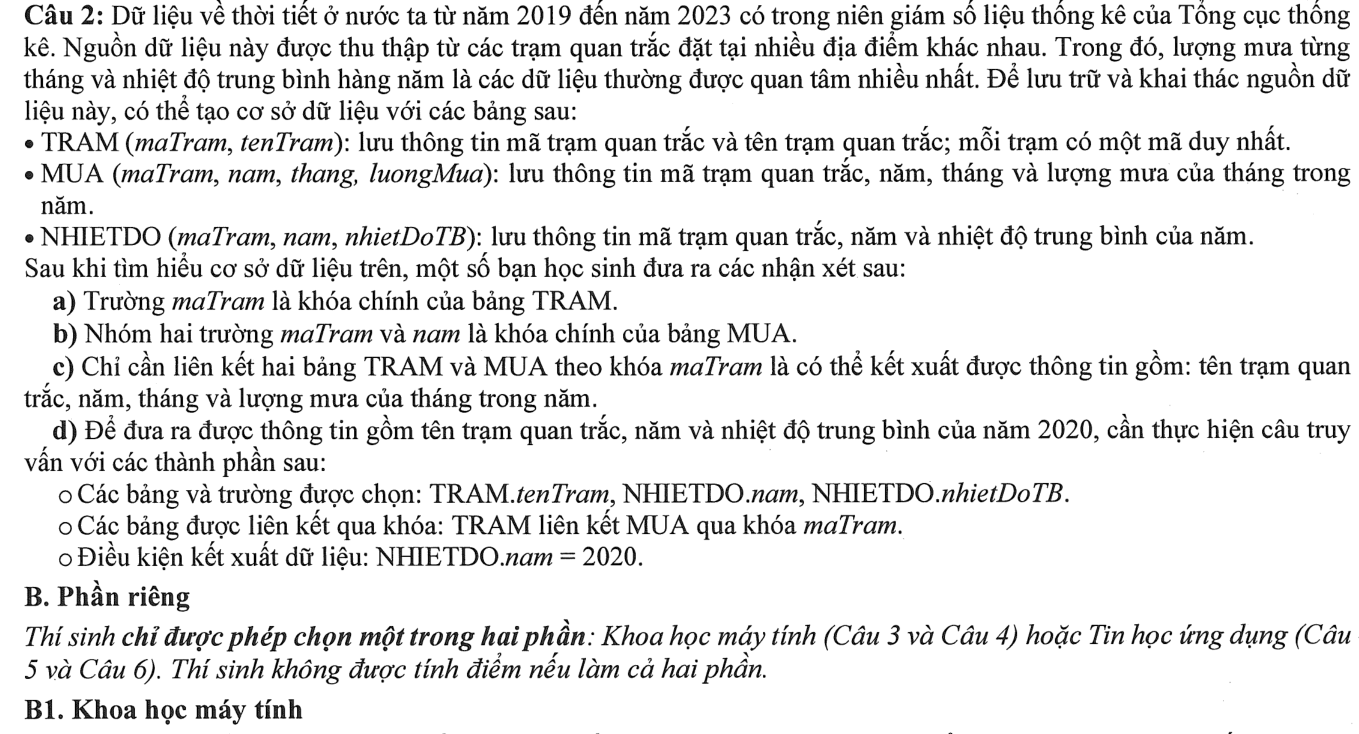 Câu 2: Dữ liệu về thời tiết ở nước ta từ năm 2019 đến năm 2023 có trong niên giám số liệu thống kê của Tổng cục thống
kê. Nguồn dữ liệu này được thu thập từ các trạm quan trắc đặt tại nhiều địa điểm khác nhau. Trong đó, lượng mưa từng
tháng và nhiệt độ trung bình hàng năm là các dữ liệu thường được quan tâm nhiều nhất. Để lưu trữ và khai thác nguồn dữ
liệu này, có thể tạo cơ sở dữ liệu với các bảng sau:
• TRAM (maTram, tenTram): lưu thông tin mã trạm quan trắc và tên trạm quan trắc; mỗi trạm có một mã duy nhất.
• MUA (maTram, nam, thang, luongMua): lưu thông tin mã trạm quan trắc, năm, tháng và lượng mưa của tháng trong
năm.
• NHIETDO (maTram, nam, nhietDoTB): lưu thông tin mã trạm quan trắc, năm và nhiệt độ trung bình của năm.
Sau khi tìm hiểu cơ sở dữ liệu trên, một số bạn học sinh đưa ra các nhận xét sau:
a) Trường maTram là khóa chính của bảng TRAM.
b) Nhóm hai trường maTram và nam là khóa chính của bảng MUA.
c) Chỉ cần liên kết hai bảng TRAM và MUA theo khóa maTram là có thể kết xuất được thông tin gồm: tên trạm quan
trắc, năm, tháng và lượng mưa của tháng trong năm.
d) Để đưa ra được thông tin gồm tên trạm quan trắc, năm và nhiệt độ trung bình của năm 2020, cần thực hiện câu truy
vấn với các thành phần sau:
○ Các bảng và trường được chọn: TRAM.tenTram, NHIETDO.nam, NHIETDO.nhietDoTB.
○ Các bảng được liên kết qua khóa: TRAM liên kết MUA qua khóa maTram.
○ Điều kiện kết xuất dữ liệu: NHIETDO.nam = 2020.
B. Phần riêng
Thí sinh chỉ được phép chọn một trong hai phần: Khoa học máy tính (Câu 3 và Câu 4) hoặc Tin học ứng dụng (Câu
5 và Câu 6). Thí sinh không được tính điểm nếu làm cả hai phần.
B1. Khoa học máy tính